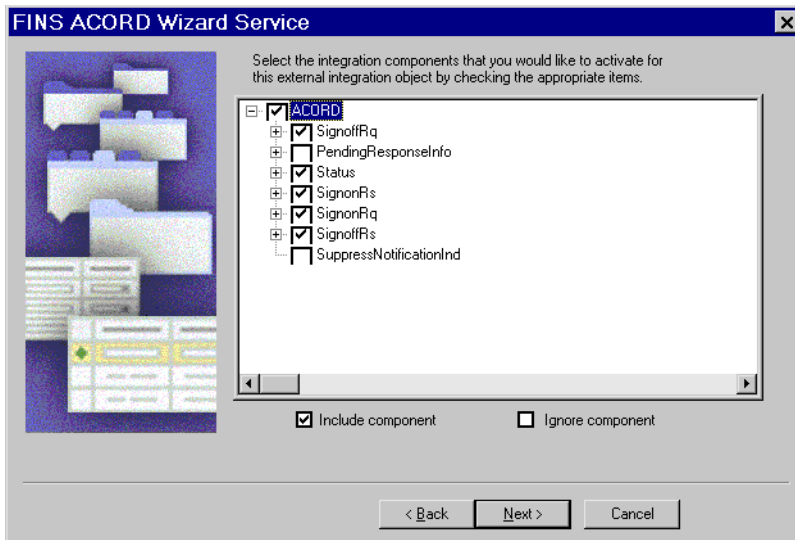 FINS ACORD Wizard Service
Select the integration components that you would like to activate for
this external integration object by checking the appropriate items.
ACORD
SignoffRq
PendingResponseInfo
Status
SignonRs
SignonRq
SignoffRs
SuppressNotificationInd
Include component Ignore component
< Back Next > Cancel